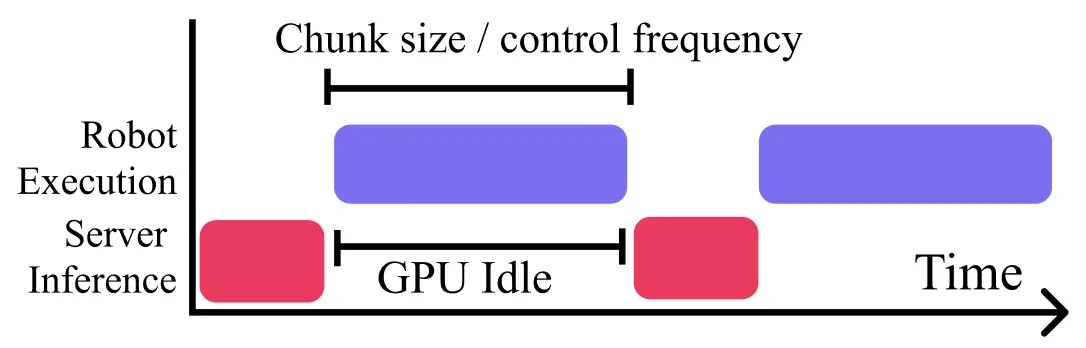 Chunk size / control frequency
Robot
Execution
Server
Inference
GPU Idle
Time